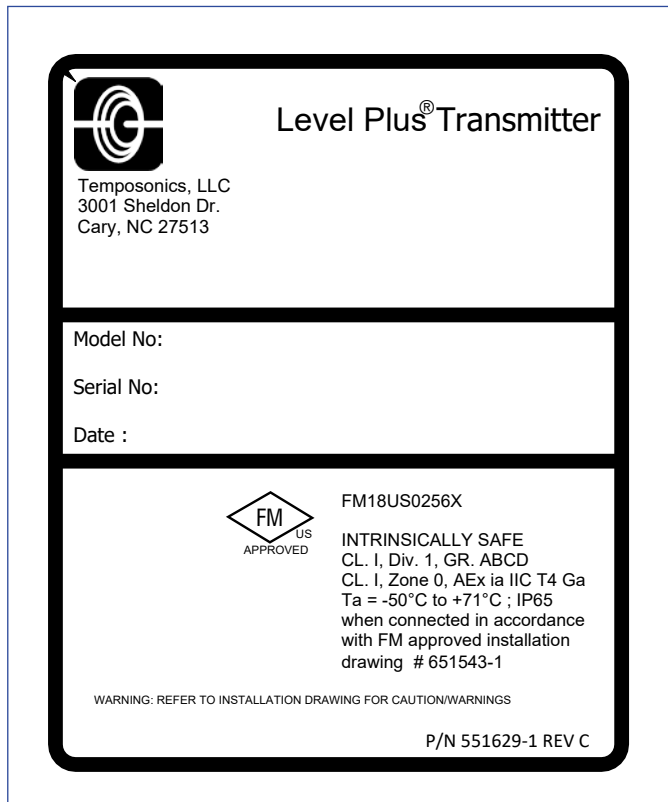 Level Plus® Transmitter
Temposonics, LLC
3001 Sheldon Dr.
Cary, NC 27513
Model No:
Serial No:
Date :
FM
US
APPROVED
FM18US0256X
INTRINSICALLY SAFE
CL. I, Div. 1, GR. ABCD
CL. I, Zone 0, AEx ia IIC T4 Ga
Ta = -50°C to +71°C ; IP65
when connected in accordance
with FM approved installation
drawing # 651543-1
WARNING: REFER TO INSTALLATION DRAWING FOR CAUTION/WARNINGS
P/N 551629-1 REV C